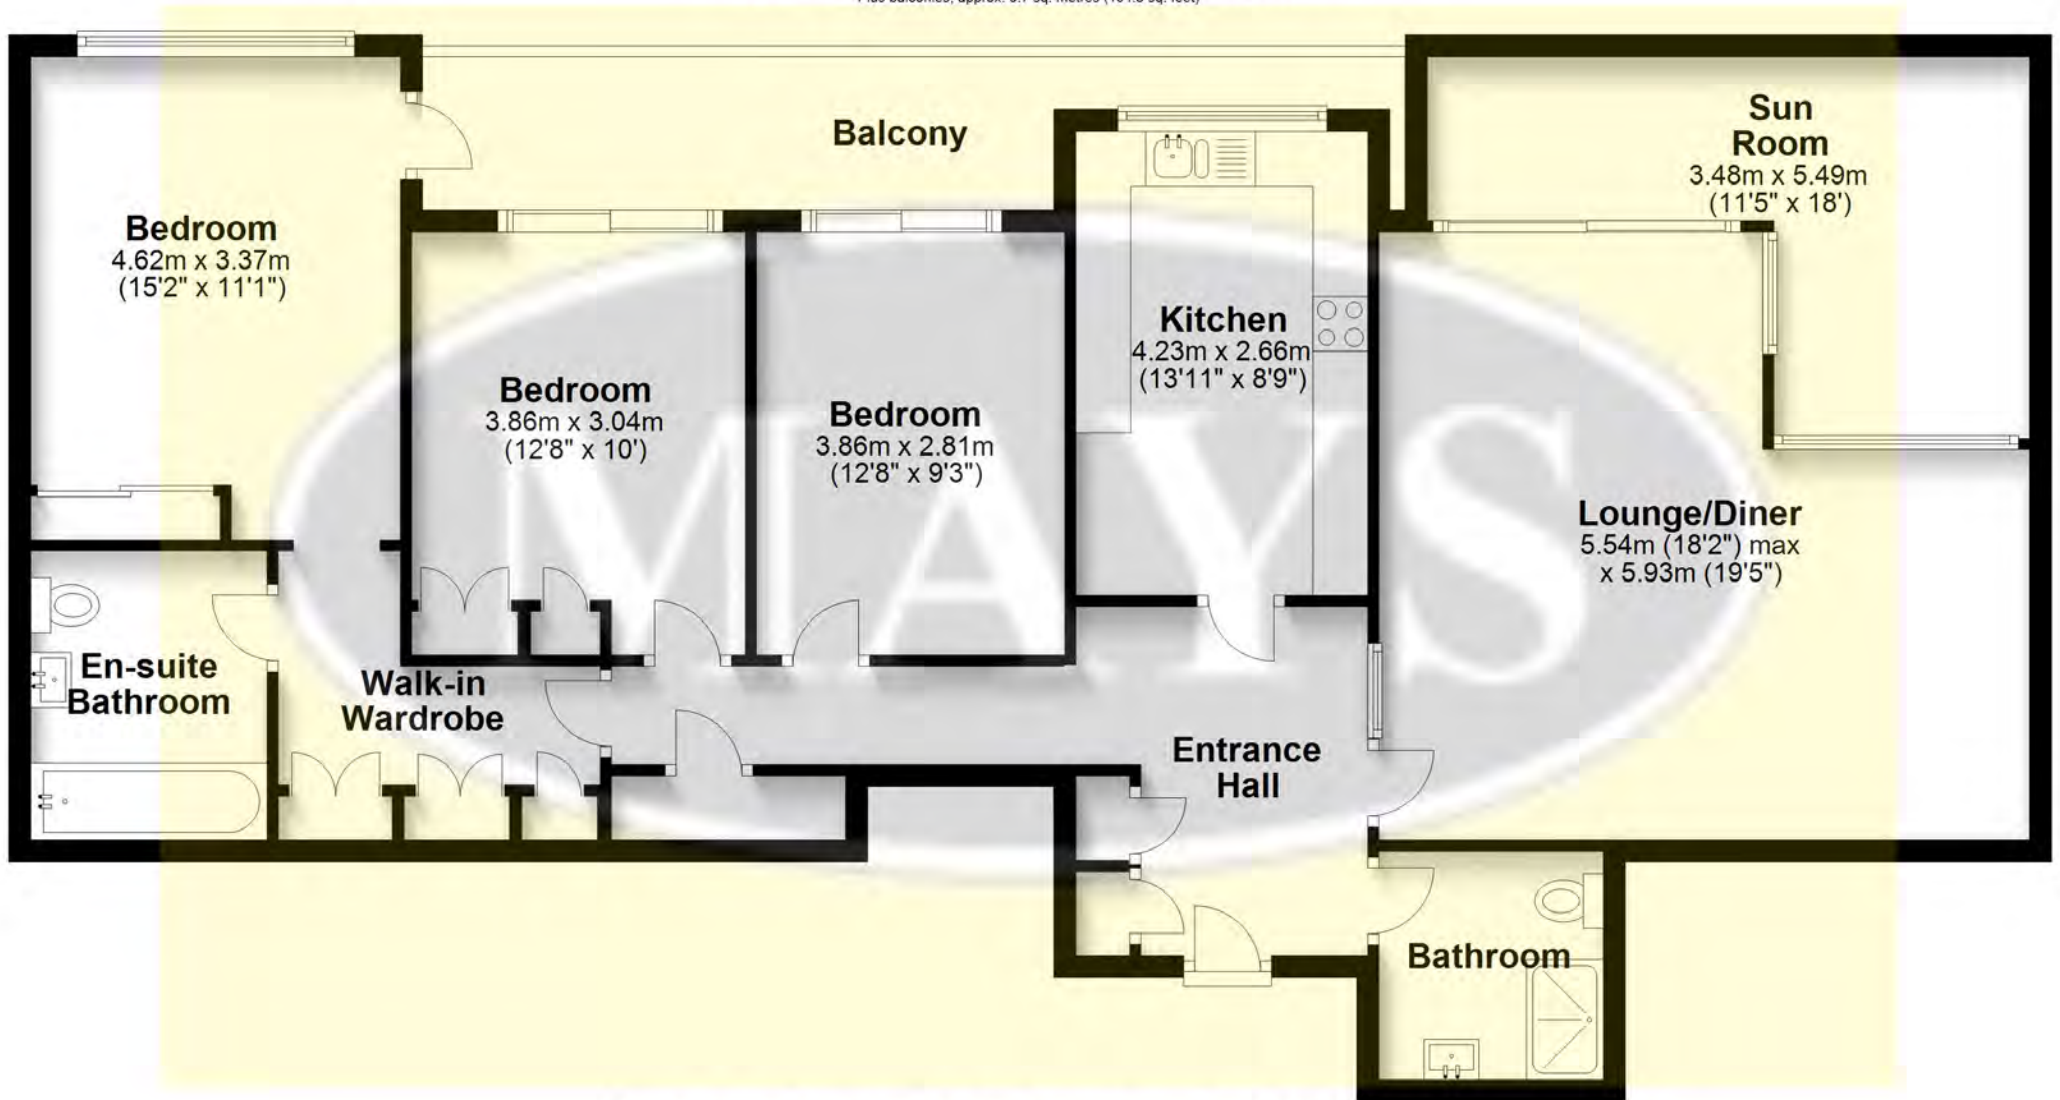 Balcony
Sun
Room
3.48m x 5.49m
(11'5" x 18')
Bedroom
4.62m x 3.37m
(15'2" x 11'1")
Kitchen
4.23m x 2.66m
(13'11" x 8'9")
Bedroom
3.86m x 3.04m
(12'8" x 10')
Bedroom
3.86m x 2.81m
(12'8" x 9'3")
Lounge/Diner
5.54m (18'2") max
x 5.93m (19'5")
En-suite
Bathroom
Walk-in
Wardrobe
Entrance
Hall
Bathroom
MAYS